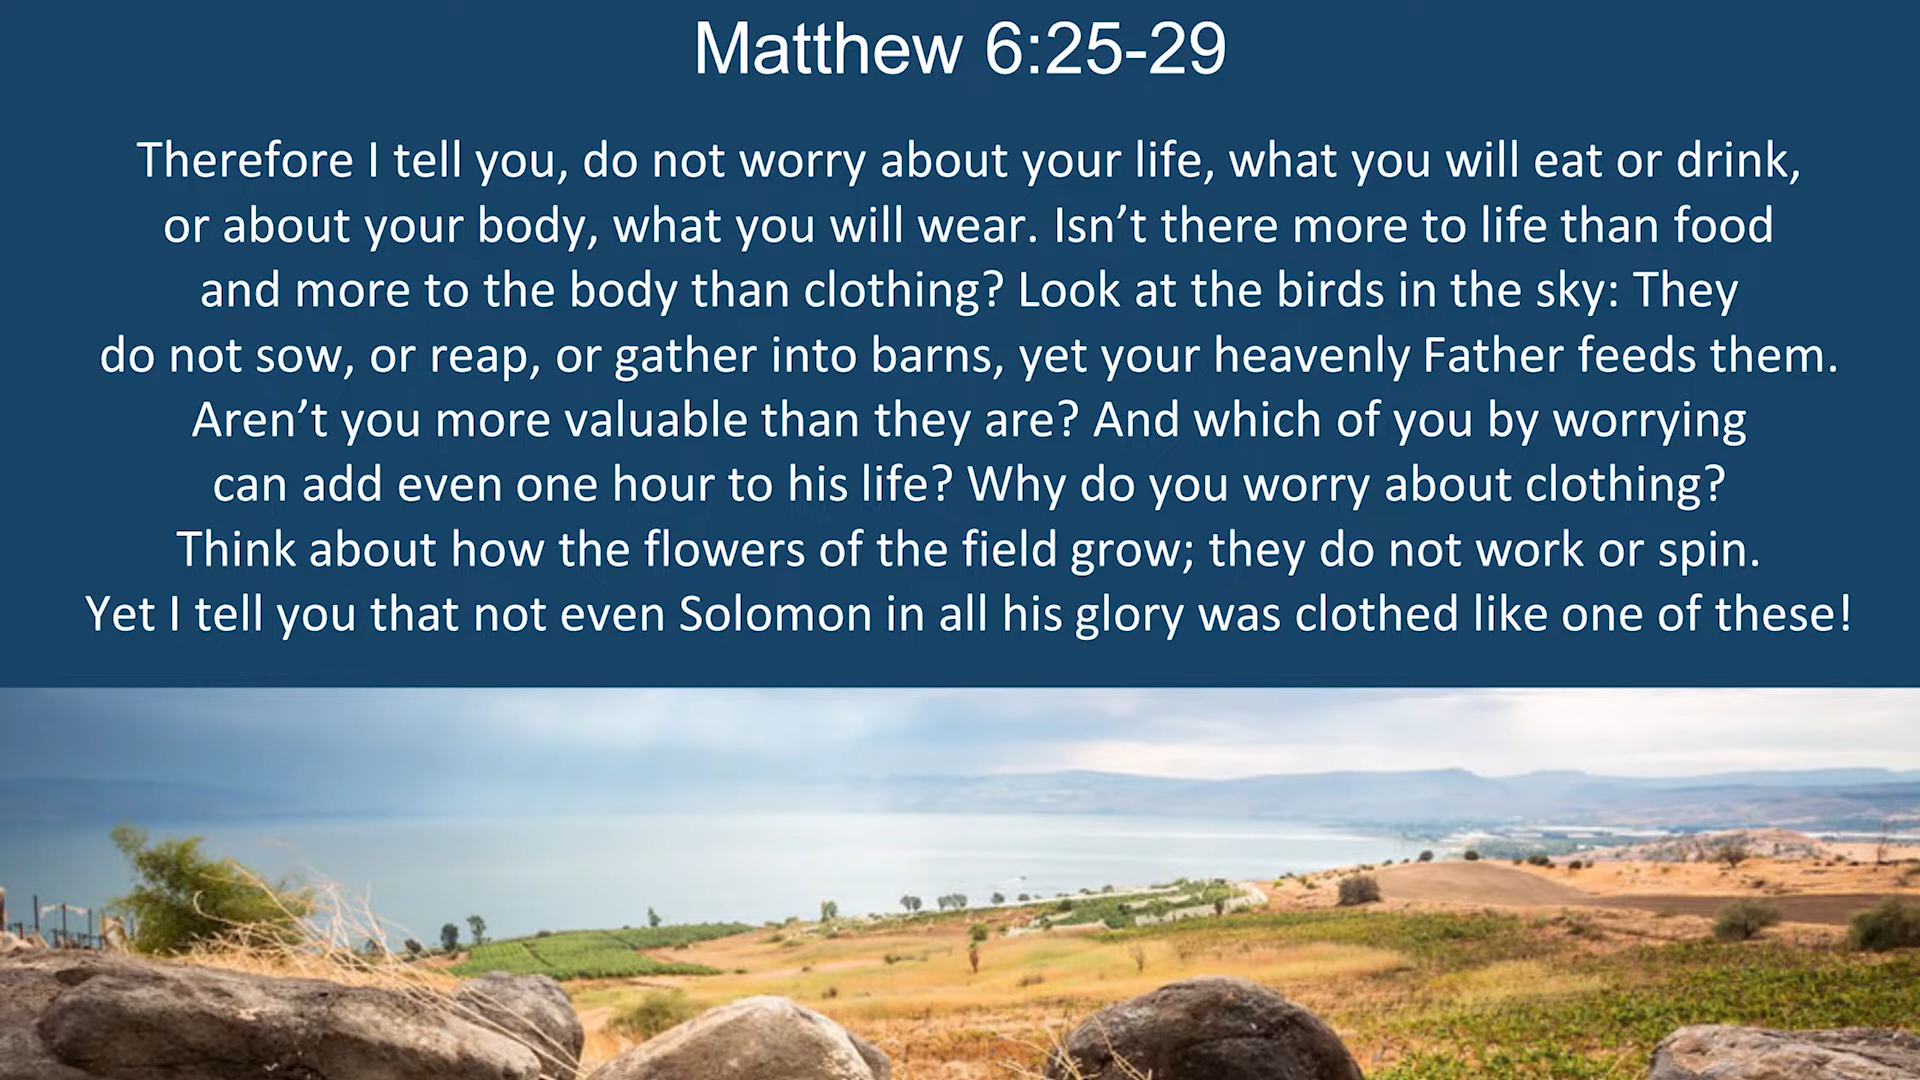 Matthew 6:25-29
Therefore I tell you, do not worry about your life, what you will eat or drink,
or about your body, what you will wear. Isn’t there more to life than food
and more to the body than clothing? Look at the birds in the sky: They
do not sow, or reap, or gather into barns, yet your heavenly Father feeds them.
Aren’t you more valuable than they are? And which of you by worrying
can add even one hour to his life? Why do you worry about clothing?
Think about how the flowers of the field grow; they do not work or spin.
Yet I tell you that not even Solomon in all his glory was clothed like one of these!